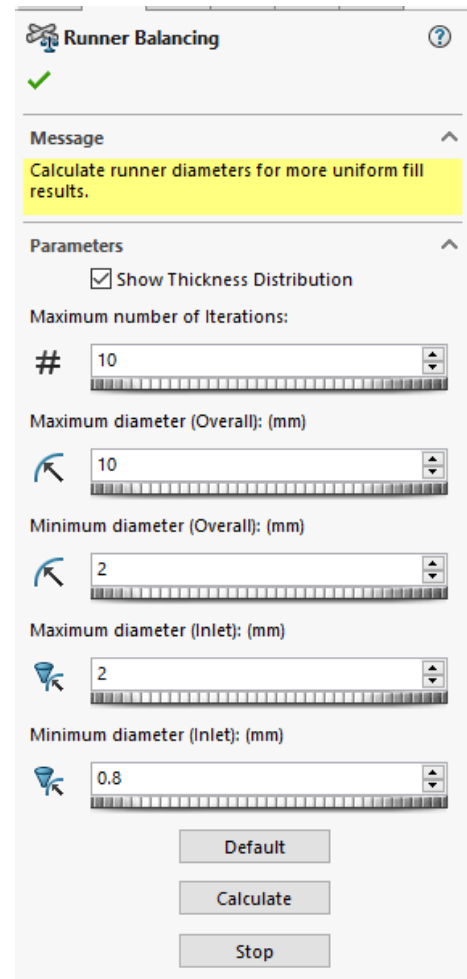 Runner Balancing
Message
Calculate runner diameters for more uniform fill
results.
Parameters
Show Thickness Distribution
Maximum number of Iterations:
#
10
Maximum diameter (Overall): (mm)
10
Minimum diameter (Overall): (mm)
2
Maximum diameter (Inlet): (mm)
2
Minimum diameter (Inlet): (mm)
0.8
Default
Calculate
Stop